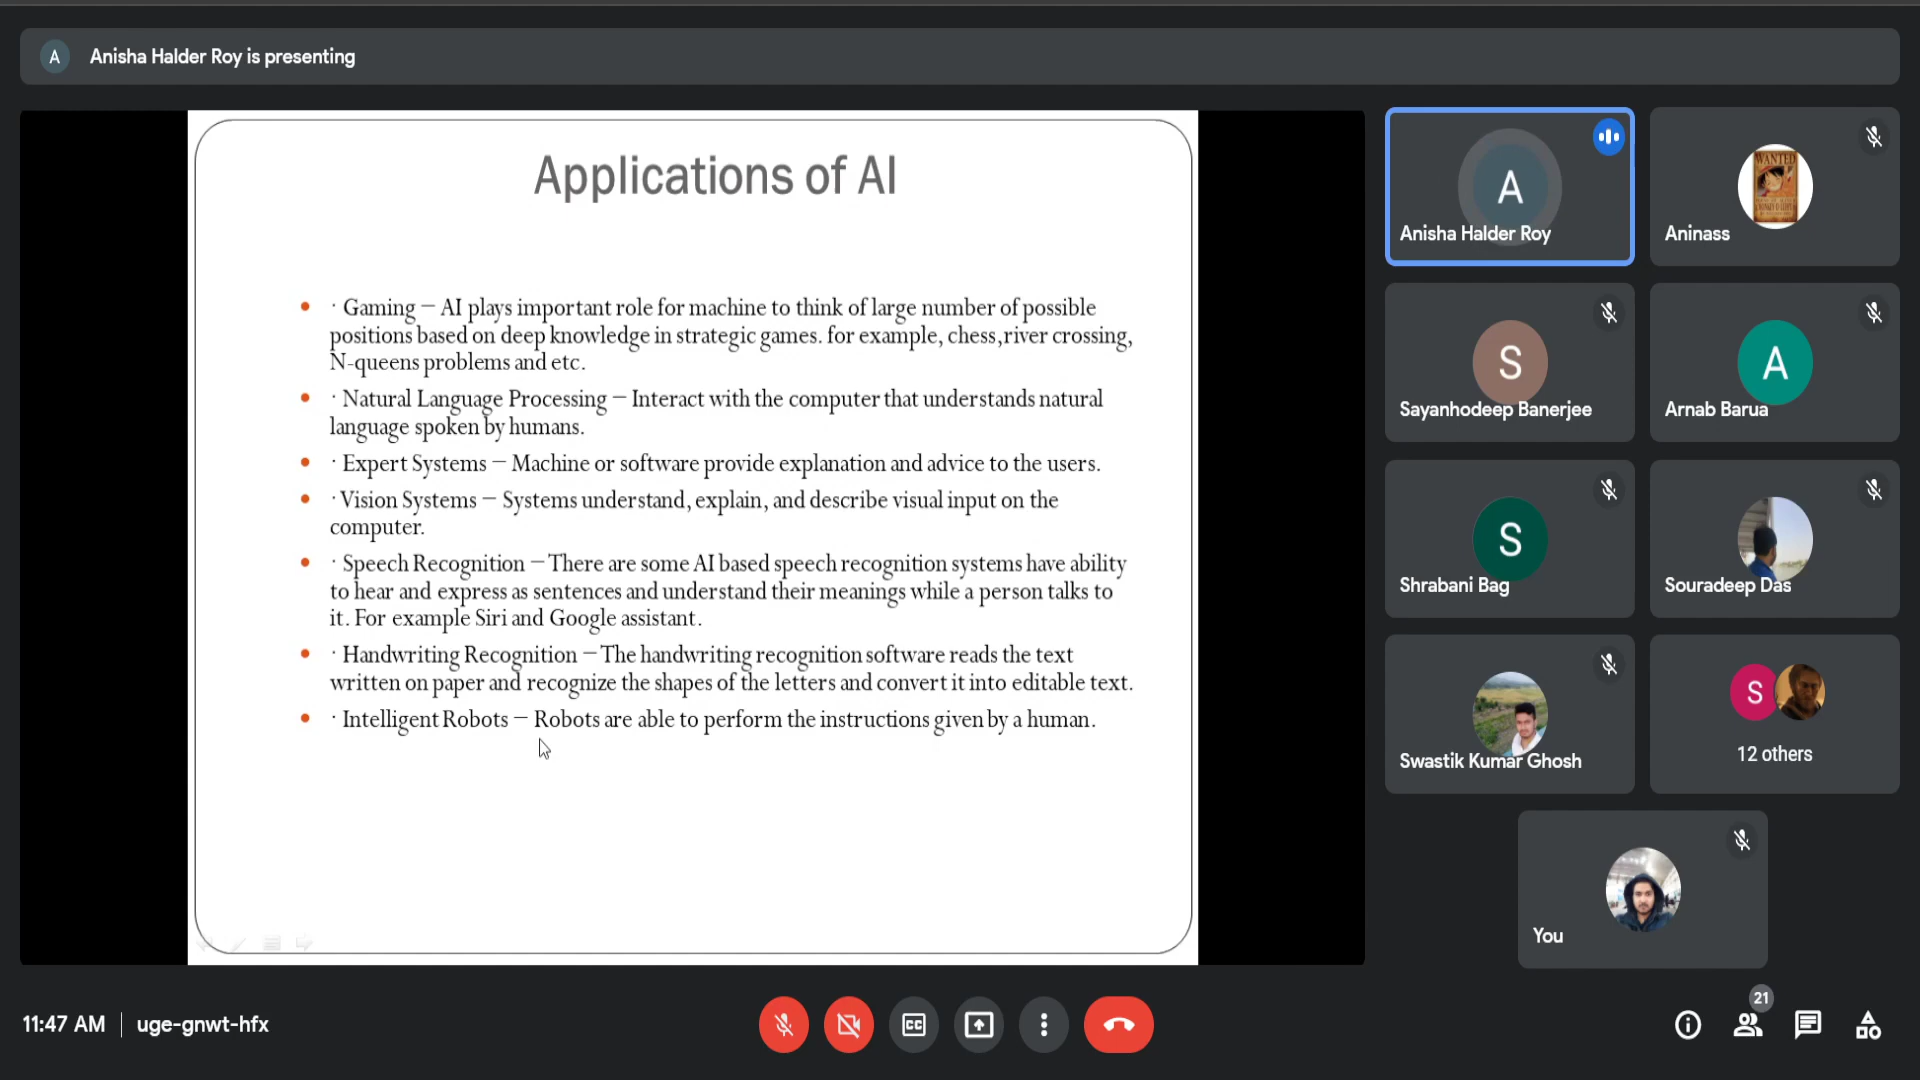 A Anisha Halder Roy is presenting
Applications of AI
· Gaming – AI plays important role for machine to think of large number of possible
positions based on deep knowledge in strategic games. for example, chess,river crossing,
N-queens problems and etc.
· Natural Language Processing – Interact with the computer that understands natural
language spoken by humans.
· Expert Systems – Machine or software provide explanation and advice to the users.
· Vision Systems – Systems understand, explain, and describe visual input on the
computer.
· Speech Recognition – There are some AI based speech recognition systems have ability
to hear and express as sentences and understand their meanings while a person talks to
it. For example Siri and Google assistant.
· Handwriting Recognition – The handwriting recognition software reads the text
written on paper and recognize the shapes of the letters and convert it into editable text.
· Intelligent Robots – Robots are able to perform the instructions given by a human.
A
Anisha Halder Roy
WANTED
Aninass
S
Sayanhodeep Banerjee
A
Arnab Barua
S
Shrabani Bag
Souradeep Das
Swastik Kumar Ghosh
S
12 others
You
11:47 AM | uge-gnwt-hfx
CC
21